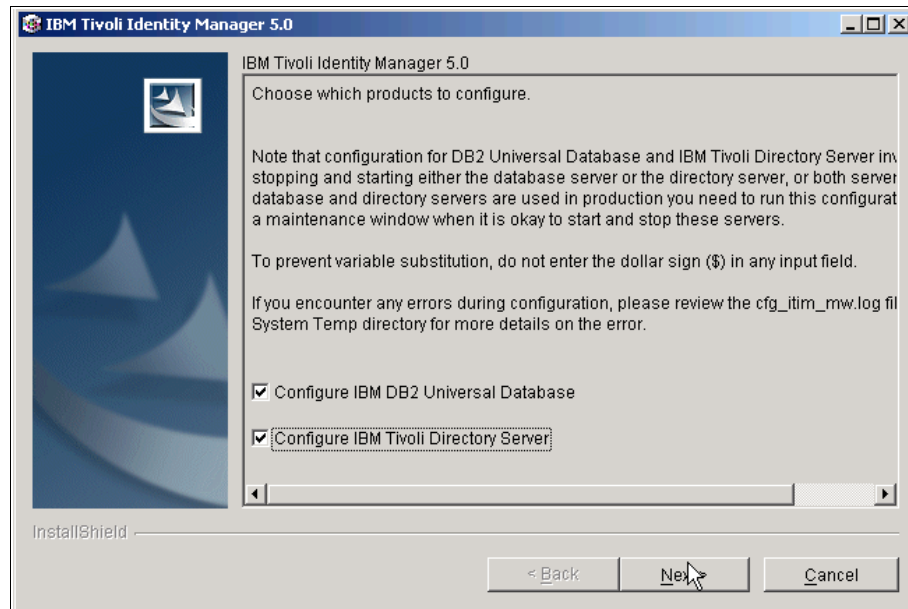 IBM Tivoli Identity Manager 5.0
IBM Tivoli Identity Manager 5.0
Choose which products to configure.
Note that configuration for DB2 Universal Database and IBM Tivoli Directory Server
stopping and starting either the database server or the directory server, or both server
database and directory servers are used in production you need to run this
a maintenance window when it is okay to start and stop these servers.
To prevent variable substitution, do not enter the dollar sign ($) in any input field.
If you encounter any errors during configuration, please review the cfg_itim_mw.log
System Temp directory for more details on the error.
Configure IBM DB2 Universal Database
Configure IBM Tivoli Directory Server
InstallShield
< Back
Next >
Cancel